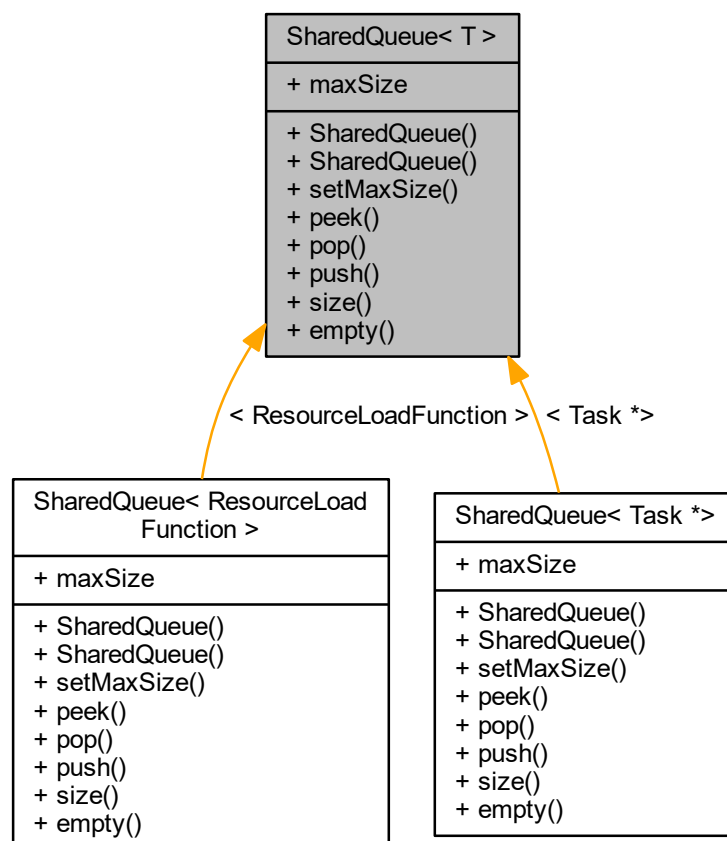 SharedQueue< T >
+ maxSize
+ SharedQueue()
+ SharedQueue()
+ setMaxSize()
+ peek()
+ pop()
+ push()
+ size()
+ empty()
< ResourceLoadFunction >
< Task *>
SharedQueue< ResourceLoad
Function >
+ maxSize
+ SharedQueue()
+ SharedQueue()
+ setMaxSize()
+ peek()
+ pop()
+ push()
+ size()
+ empty()
SharedQueue< Task *>
+ maxSize
+ SharedQueue()
+ SharedQueue()
+ setMaxSize()
+ peek()
+ pop()
+ push()
+ size()
+ empty()